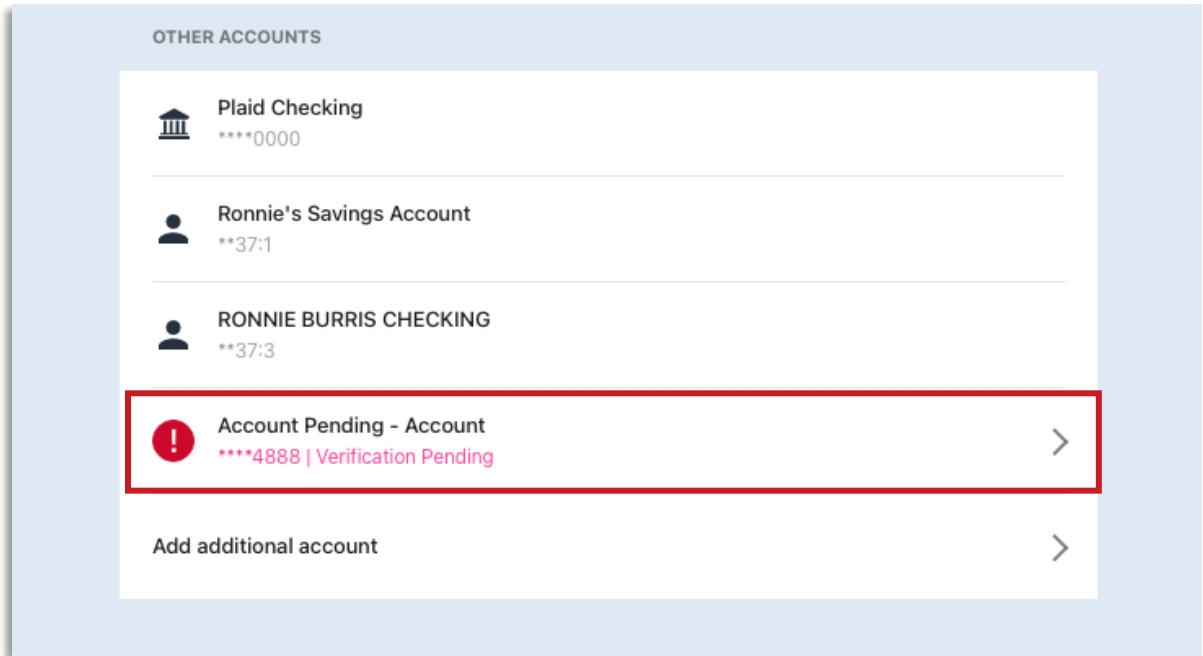 OTHER ACCOUNTS
Plaid Checking
****0000
Ronnie's Savings Account
**37:1
RONNIE BURRIS CHECKING
**37:3
Account Pending - Account
****4888 | Verification Pending
Add additional account